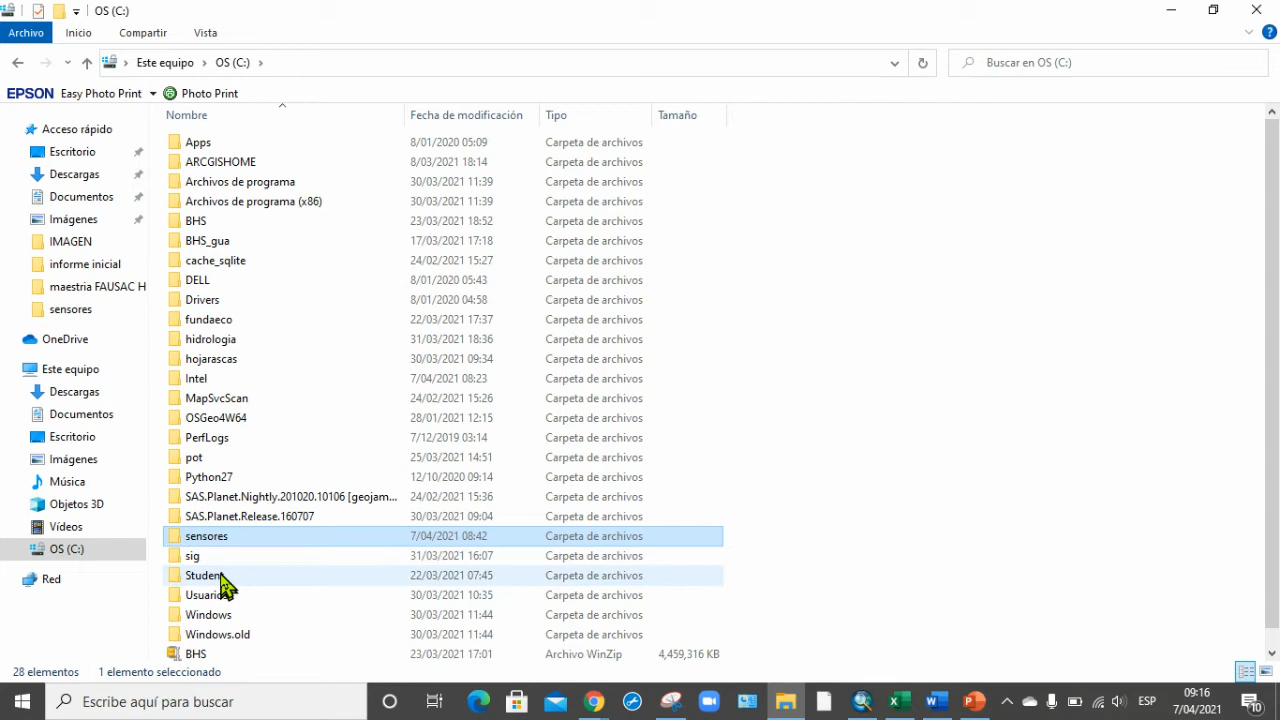 OS (C:)
Archivo Inicio Compartir Vista
Este equipo OS (C:) Buscar en OS (C:)
EPSON Easy Photo Print Photo Print
Nombre Fecha de modificación Tipo Tamaño
Acceso rápido
Escritorio
Descargas
Documentos
Imágenes
IMAGEN
informe inicial
maestria FAUSAC H
sensores
OneDrive
Este equipo
Descargas
Documentos
Escritorio
Imágenes
Música
Objetos 3D
Vídeos
OS (C:)
Red
Apps 8/01/2020 05:09 Carpeta de archivos
ARCGISHOME 8/03/2021 18:14 Carpeta de archivos
Archivos de programa 30/03/2021 11:39 Carpeta de archivos
Archivos de programa (x86) 30/03/2021 11:39 Carpeta de archivos
BHS 23/03/2021 18:52 Carpeta de archivos
BHS_gua 17/03/2021 17:18 Carpeta de archivos
cache_sqlite 24/02/2021 15:27 Carpeta de archivos
DELL 8/01/2020 05:43 Carpeta de archivos
Drivers 8/01/2020 04:58 Carpeta de archivos
fundaeco 22/03/2021 17:37 Carpeta de archivos
hidrologia 31/03/2021 18:36 Carpeta de archivos
hojarascas 30/03/2021 09:34 Carpeta de archivos
Intel 7/04/2021 08:23 Carpeta de archivos
MapSvcScan 24/02/2021 15:26 Carpeta de archivos
OSGeo4W64 28/01/2021 12:15 Carpeta de archivos
PerfLogs 7/12/2019 03:14 Carpeta de archivos
pot 25/03/2021 14:51 Carpeta de archivos
Python27 12/10/2020 09:14 Carpeta de archivos
SAS.Planet.Nightly.201020.10106 [geojam... 24/02/2021 15:36 Carpeta de archivos
SAS.Planet.Release.160707 30/03/2021 09:04 Carpeta de archivos
sensores 7/04/2021 08:42 Carpeta de archivos
sig 31/03/2021 16:07 Carpeta de archivos
Student 22/03/2021 07:45 Carpeta de archivos
Usuarios 30/03/2021 10:35 Carpeta de archivos
Windows 30/03/2021 11:44 Carpeta de archivos
Windows.old 30/03/2021 11:44 Carpeta de archivos
BHS 23/03/2021 17:01 Archivo WinZip 4,459,316 KB
28 elementos 1 elemento seleccionado
Escribe aquí para buscar
ESP
09:16
7/04/2021
10